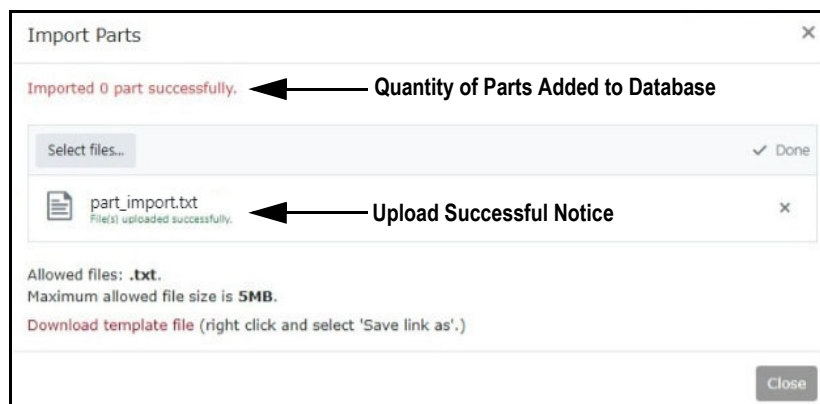 Import Parts ×
Imported 0 part successfully. Quantity of Parts Added to Database
Select files... ✓ Done
part_import.txt
File(s) uploaded successfully. Upload Successful Notice ×
Allowed files: .txt.
Maximum allowed file size is 5MB.
Download template file (right click and select 'Save link as'.)
Close